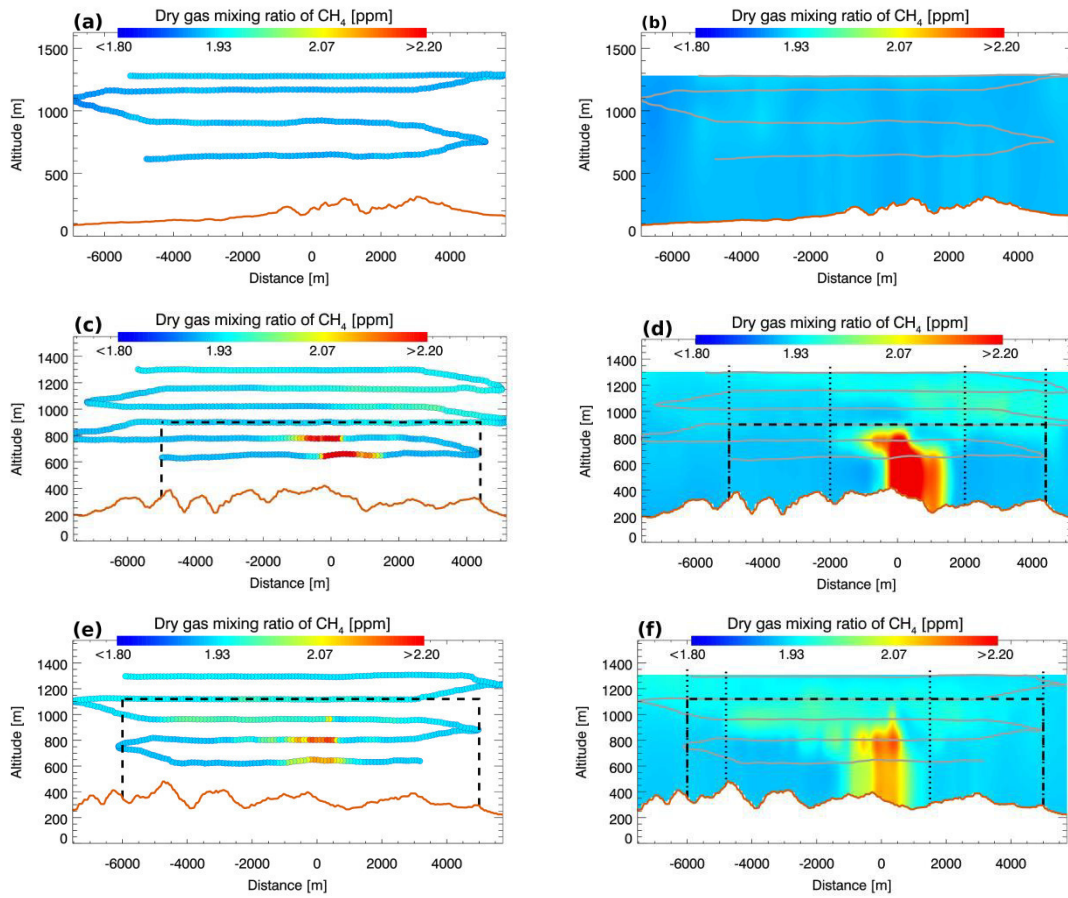 (a) Dry gas mixing ratio of CH4 [ppm]
<1.80 1.93 2.07 >2.20
1500
1000
500
0
Altitude [m]
-6000 -4000 -2000 0 2000 4000
Distance [m]
(b) Dry gas mixing ratio of CH4 [ppm]
<1.80 1.93 2.07 >2.20
1500
1000
500
0
Altitude [m]
-6000 -4000 -2000 0 2000 4000
Distance [m]
(c) Dry gas mixing ratio of CH4 [ppm]
<1.80 1.93 2.07 >2.20
1400
1200
1000
800
600
400
200
0
Altitude [m]
-6000 -4000 -2000 0 2000 4000
Distance [m]
(d) Dry gas mixing ratio of CH4 [ppm]
<1.80 1.93 2.07 >2.20
1400
1200
1000
800
600
400
200
0
Altitude [m]
-6000 -4000 -2000 0 2000 4000
Distance [m]
(e) Dry gas mixing ratio of CH4 [ppm]
<1.80 1.93 2.07 >2.20
1400
1200
1000
800
600
400
200
0
Altitude [m]
-6000 -4000 -2000 0 2000 4000
Distance [m]
(f) Dry gas mixing ratio of CH4 [ppm]
<1.80 1.93 2.07 >2.20
1400
1200
1000
800
600
400
200
0
Altitude [m]
-6000 -4000 -2000 0 2000 4000
Distance [m]